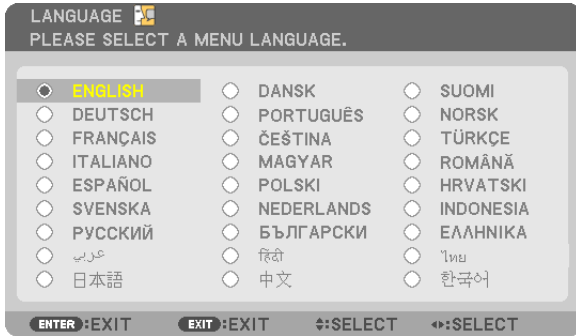 LANGUAGE
PLEASE SELECT A MENU LANGUAGE.
ENGLISH DANSK SUOMI
DEUTSCH PORTUGUÊS NORSK
FRANÇAIS ČEŠTINA TÜRKÇE
ITALIANO MAGYAR ROMÂNĂ
ESPAÑOL POLSKI HRVATSKI
SVENSKA NEDERLANDS INDONESIA
РУССКИЙ БЪЛГАРСКИ ΕΛΛΗΝΙΚΑ
عربي हिंदी ไทย
日本語 中文 한국어
ENTER :EXIT EXIT :EXIT :SELECT :SELECT